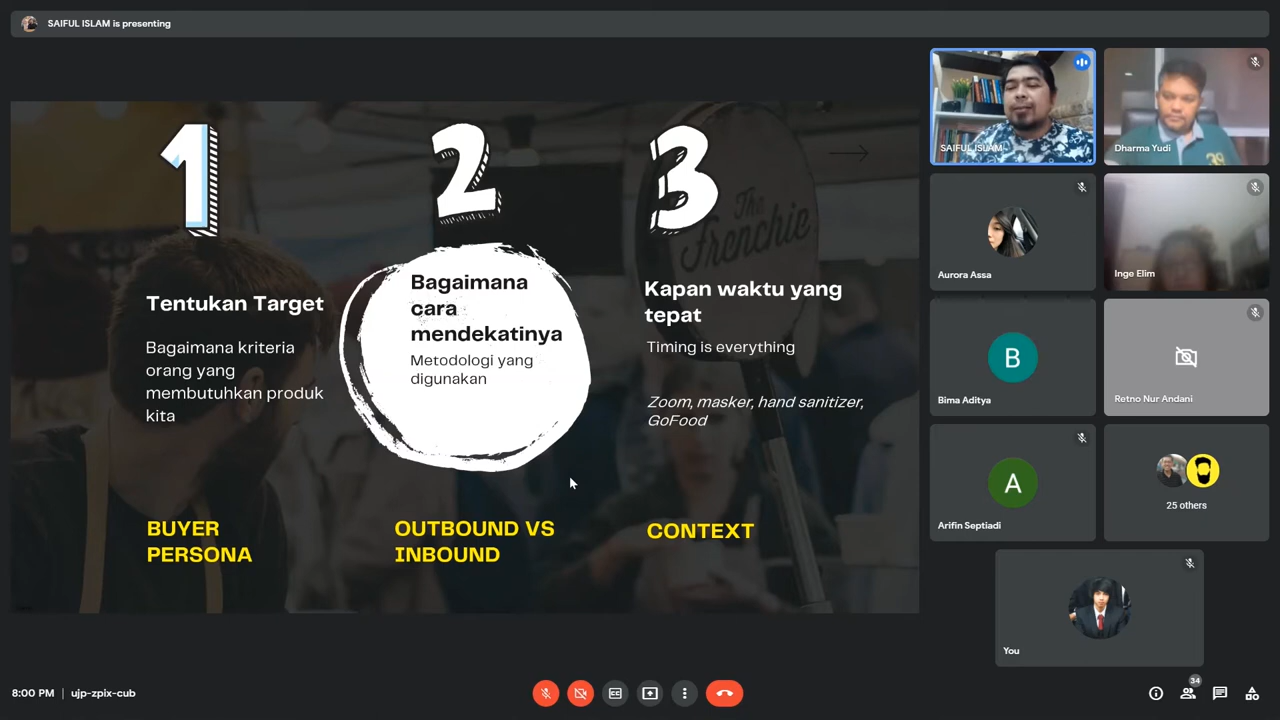 SAIFUL ISLAM is presenting
1
2
3
The
Frenchie
Tentukan Target
Bagaimana kriteria
orang yang
membutuhkan produk
kita
BUYER
PERSONA
Bagaimana
cara
mendekatinya
Metodologi yang
digunakan
OUTBOUND VS
INBOUND
Kapan waktu yang
tepat
Timing is everything
Zoom, masker, hand sanitizer,
GoFood
CONTEXT
SAIFUL ISLAM
Dharma Yudi
39
Aurora Assa
Inge Elim
B
Bima Aditya
Retno Nur Andani
A
Arifin Septiadi
25 others
You
8:00 PM | ujp-zpix-cub
34